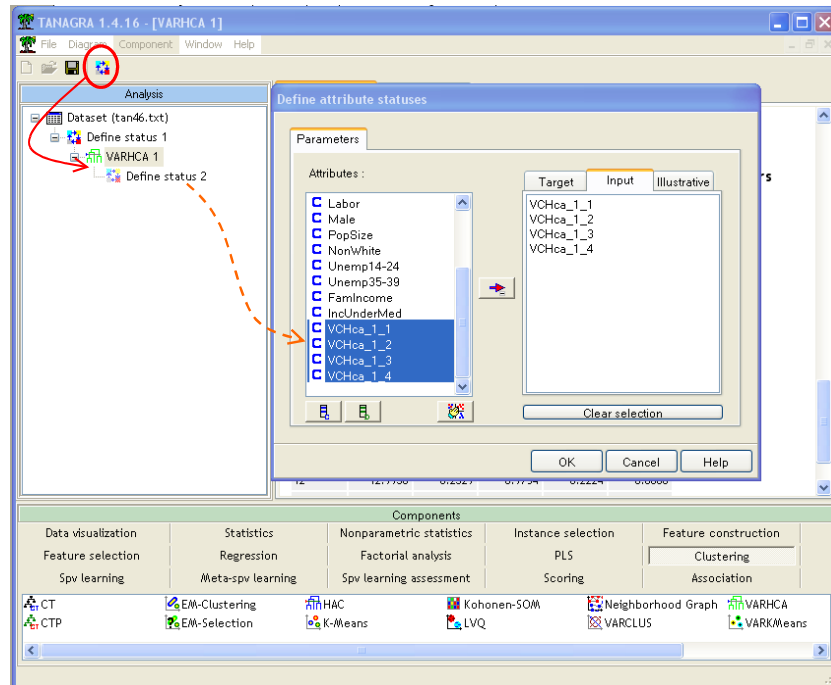 TANAGRA 1.4.16 - [VARHCA 1]
File Diagram Component Window Help
Analysis
Dataset (tan46.txt)
Define status 1
VARHCA 1
Define status 2
Define attribute statuses
Parameters
Attributes :
Labor
Male
PopSize
NonWhite
Unemp14-24
Unemp35-39
FamIncome
IncUnderMed
VCHca_1_1
VCHca_1_2
VCHca_1_3
VCHca_1_4
Target Input Illustrative
VCHca_1_1
VCHca_1_2
VCHca_1_3
VCHca_1_4
Clear selection
OK Cancel Help
Components
Data visualization Statistics Nonparametric statistics Instance selection Feature construction
Feature selection Regression Factorial analysis PLS Clustering
Spv learning Meta-spv learning Spv learning assessment Scoring Association
CT EM-Clustering HAC Kohonen-SOM Neighborhood Graph VARHCA
CTP EM-Selection K-Means LVQ VARCLUS VARKMeans